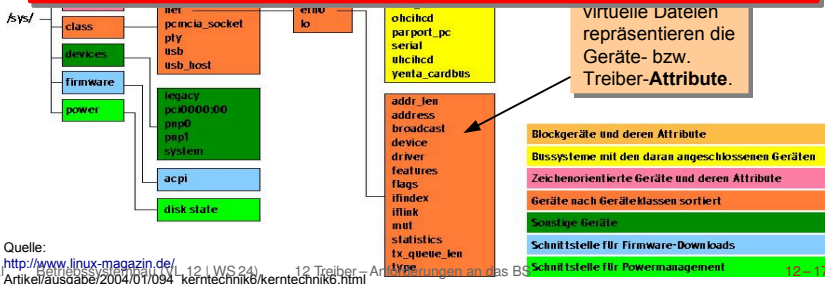 /sys/
class
devices
firmware
power
net
pcmcia_socket
pty
usb
usb_host
legacy
pci0000:00
pnp0
pnp1
system
acpi
disk state
eth0
lo
ohcihcd
parport_pc
serial
uhcihcd
yenta_cardbus
addr_len
address
broadcast
device
driver
features
flags
ifindex
iflink
mut
statistics
tx_queue_len
type
virtuelle Dateien
repräsentieren die
Geräte- bzw.
Treiber-Attribute.
Blockgeräte und deren Attribute
Bussysteme mit den daran angeschlossenen Geräten
Zeichenorientierte Geräte und deren Attribute
Geräte nach Geräteklassen sortiert
Sonstige Geräte
Schnittstelle für Firmware-Downloads
Schnittstelle für Powermanagement
Quelle:
http://www.linux-magazin.de/
Artikel/ausgabe/2004/01/094_kerntechnik6/kerntechnik6.html
Betriebssystembau (VL 12 | WS 24) 12 Treiber – Anforderungen an das BS 12–17